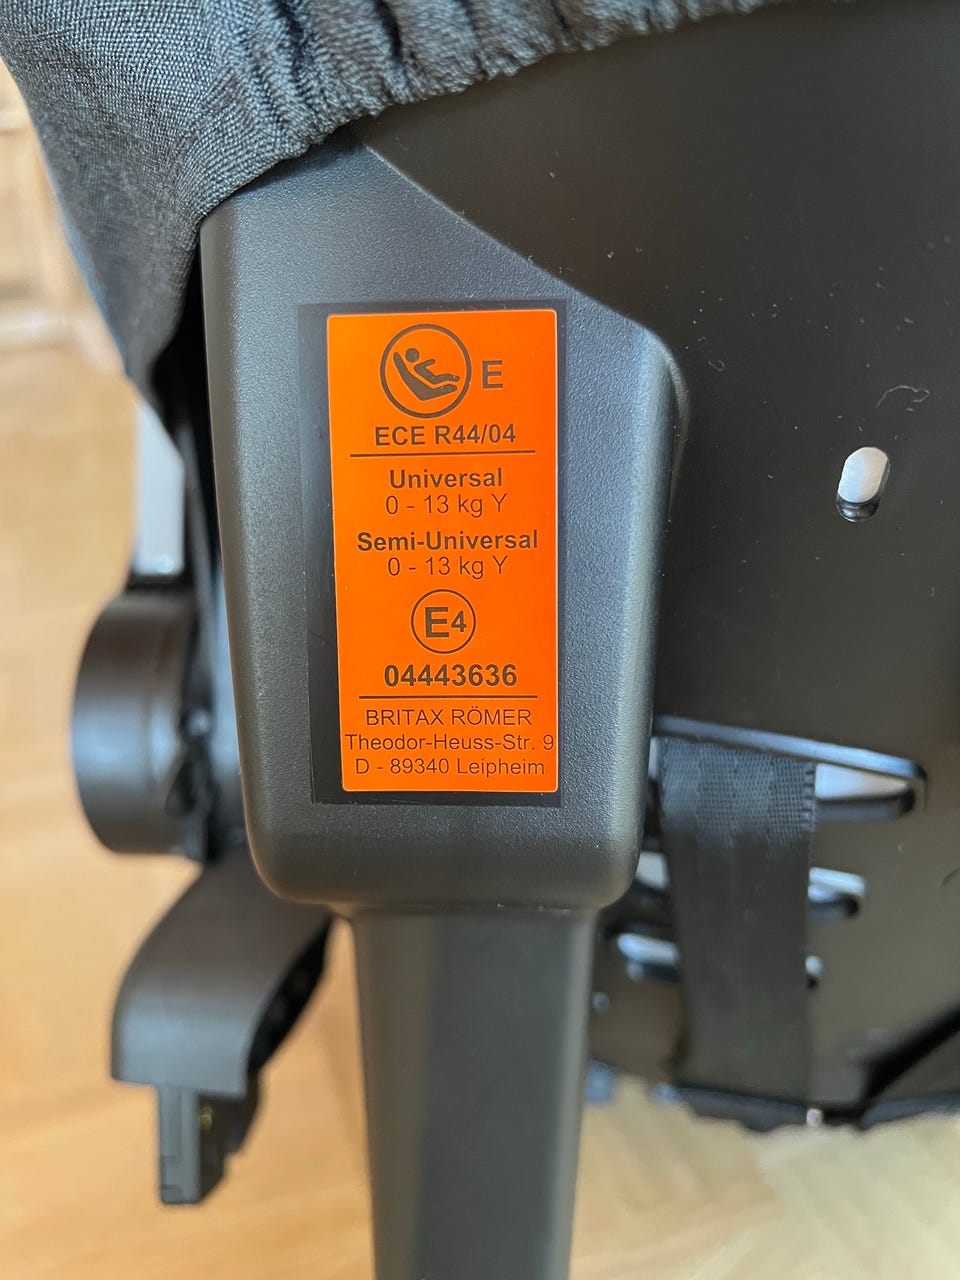 E
ECE R44/04
Universal
0 - 13 kg Y
Semi-Universal
0 - 13 kg Y
E4
04443636
BRITAX RÖMER
Theodor-Heuss-Str. 9
D - 89340 Leipheim